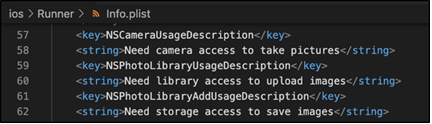 ios > Runner > Info.plist
57 <key>NSCameraUsageDescription</key>
58 <string>Need camera access to take pictures</string>
59 <key>NSPhotoLibraryUsageDescription</key>
60 <string>Need library access to upload images</string>
61 <key>NSPhotoLibraryAddUsageDescription</key>
62 <string>Need storage access to save images</string>